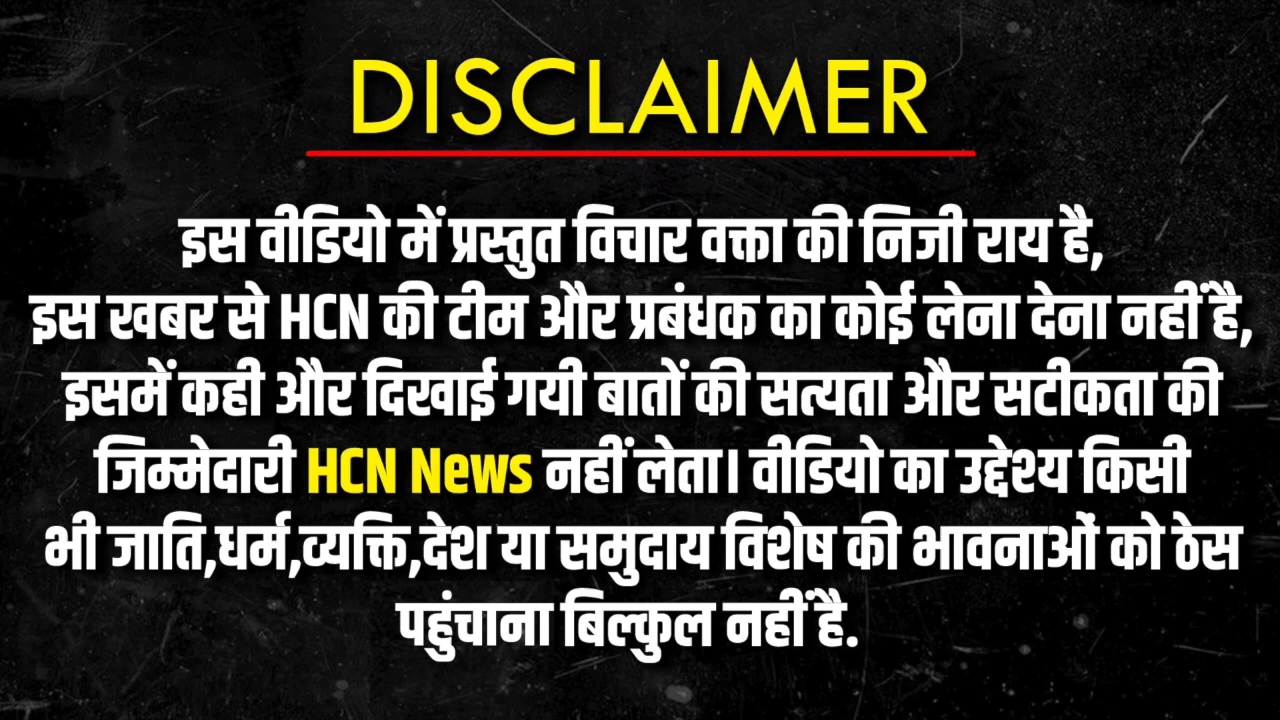 DISCLAIMER
इस वीडियो में प्रस्तुत विचार वक्ता की निजी राय है,
इस खबर से HCN की टीम और प्रबंधक का कोई लेना देना नहीं है,
इसमें कही और दिखाई गयी बातों की सत्यता और सटीकता की
जिम्मेदारी HCN News नहीं लेता। वीडियो का उद्देश्य किसी
भी जाति,धर्म,व्यक्ति,देश या समुदाय विशेष की भावनाओं को ठेस
पहुंचाना बिल्कुल नहीं है.